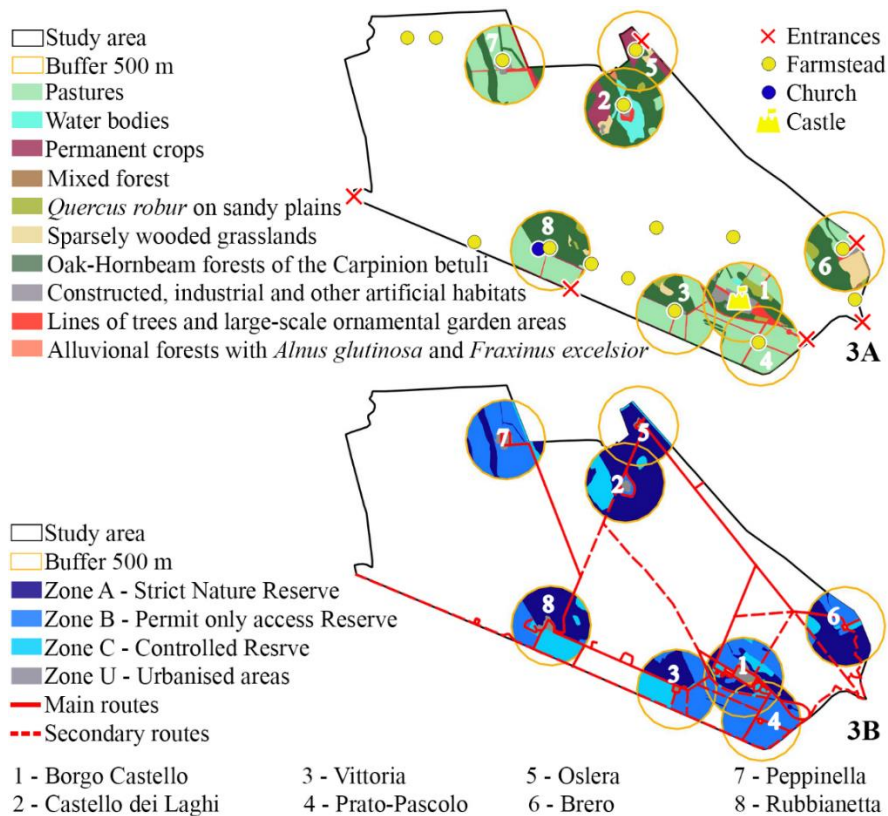 Study area
Buffer 500 m
Pastures
Water bodies
Permanent crops
Mixed forest
Quercus robur on sandy plains
Sparsely wooded grasslands
Oak-Hornbeam forests of the Carpinion betuli
Constructed, industrial and other artificial habitats
Lines of trees and large-scale ornamental garden areas
Alluvional forests with Alnus glutinosa and Fraxinus excelsior
Entrances
Farmstead
Church
Castle
7
5
2
8
6
3
1
4
3A
Study area
Buffer 500 m
Zone A - Strict Nature Reserve
Zone B - Permit only access Reserve
Zone C - Controlled Resrve
Zone U - Urbanised areas
Main routes
Secondary routes
7
5
2
8
6
3
1
4
3B
1 - Borgo Castello 3 - Vittoria 5 - Oslera 7 - Peppinella
2 - Castello dei Laghi 4 - Prato-Pascolo 6 - Brero 8 - Rubbianetta